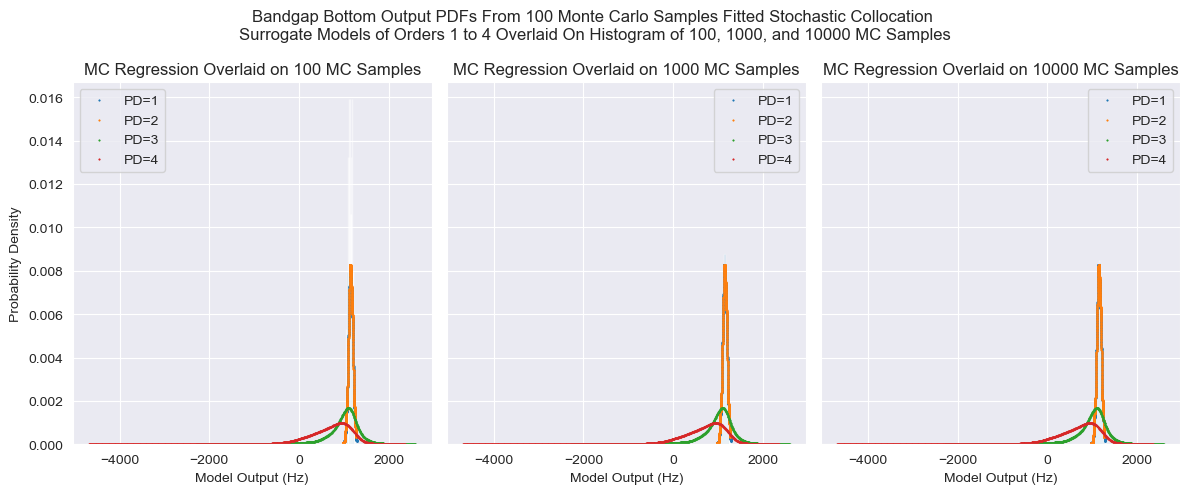 Bandgap Bottom Output PDFs From 100 Monte Carlo Samples Fitted Stochastic Collocation
Surrogate Models of Orders 1 to 4 Overlaid On Histogram of 100, 1000, and 10000 MC Samples
MC Regression Overlaid on 100 MC Samples
PD=1
PD=2
PD=3
PD=4
0.016
0.014
0.012
0.010
0.008
0.006
0.004
0.002
0.000
Probability Density
−4000
−2000
0
2000
Model Output (Hz)
MC Regression Overlaid on 1000 MC Samples
PD=1
PD=2
PD=3
PD=4
−4000
−2000
0
2000
Model Output (Hz)
MC Regression Overlaid on 10000 MC Samples
PD=1
PD=2
PD=3
PD=4
−4000
−2000
0
2000
Model Output (Hz)